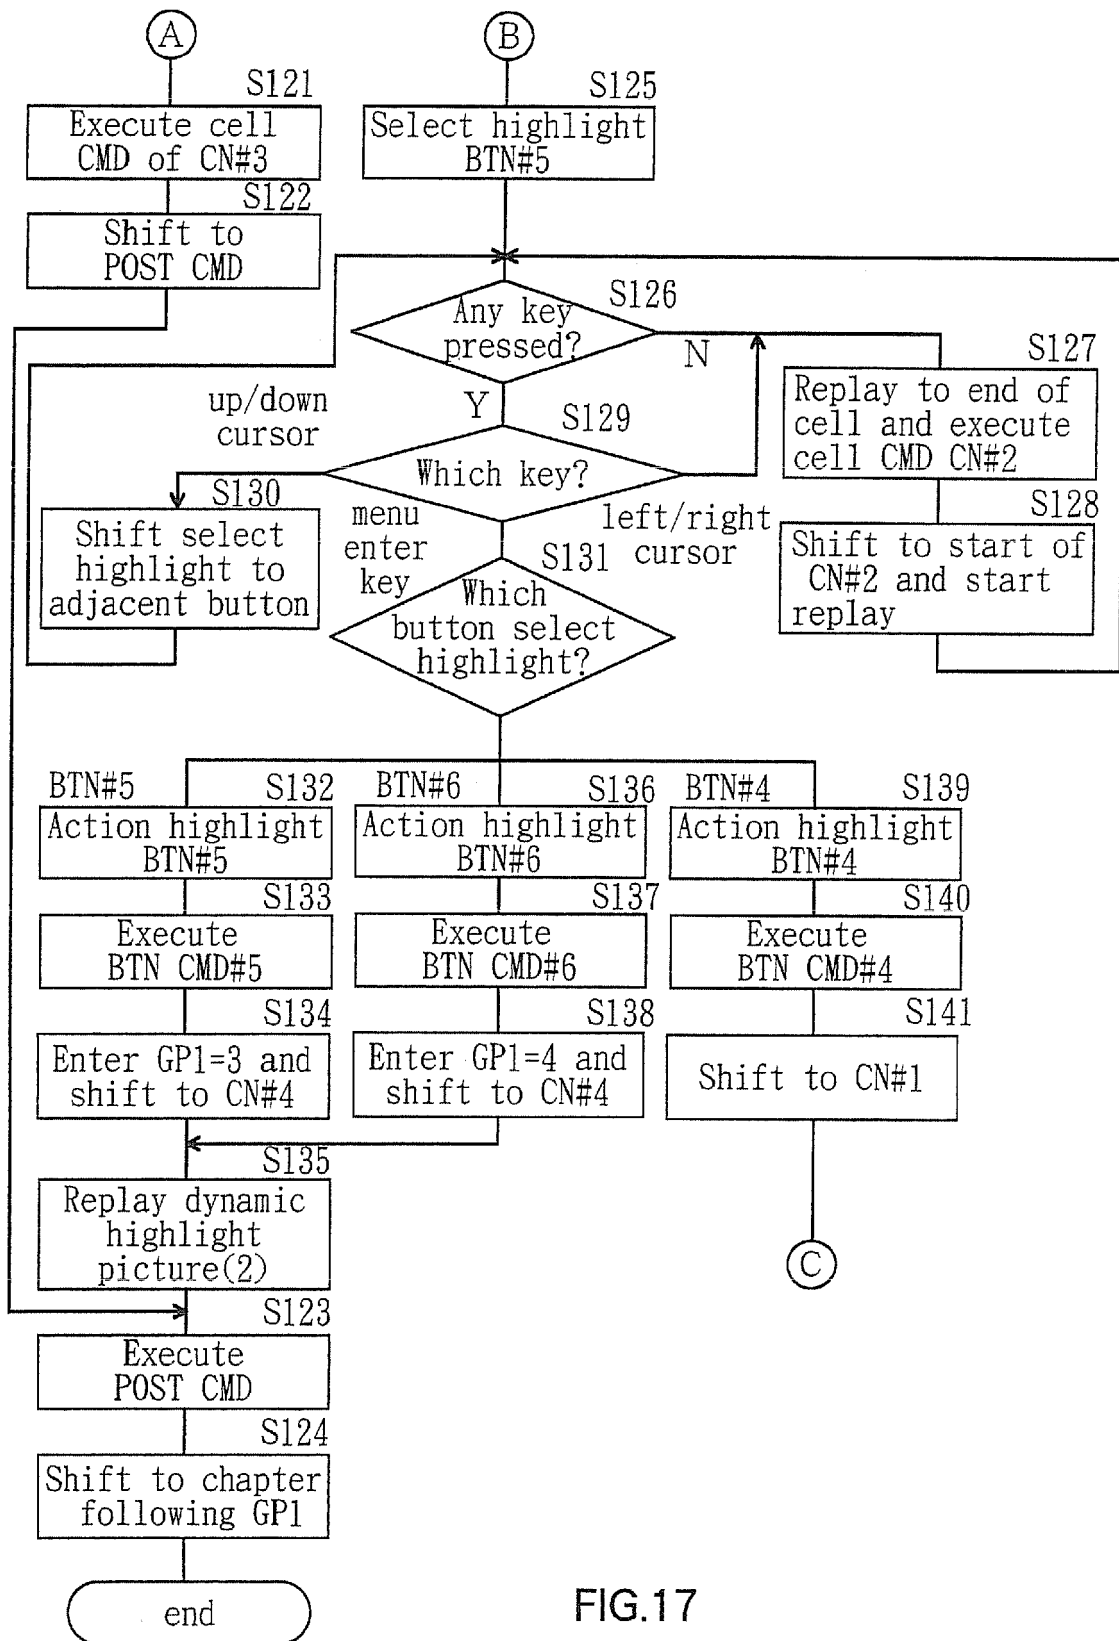 A
B
S121
Execute cell
CMD of CN#3
S122
Shift to
POST CMD
S125
Select highlight
BTN#5
S126
Any key
pressed?
N
Y
S127
Replay to end of
cell and execute
cell CMD CN#2
S128
Shift to start of
CN#2 and start
replay
up/down
cursor
S129
Which key?
left/right
cursor
menu
enter
key
S130
Shift select
highlight to
adjacent button
S131
Which
button select
highlight?
BTN#5
S132
Action highlight
BTN#5
S133
Execute
BTN CMD#5
S134
Enter GP1=3 and
shift to CN#4
BTN#6
S136
Action highlight
BTN#6
S137
Execute
BTN CMD#6
S138
Enter GP1=4 and
shift to CN#4
BTN#4
S139
Action highlight
BTN#4
S140
Execute
BTN CMD#4
S141
Shift to CN#1
C
S135
Replay dynamic
highlight
picture(2)
S123
Execute
POST CMD
S124
Shift to chapter
following GP1
end
FIG.17